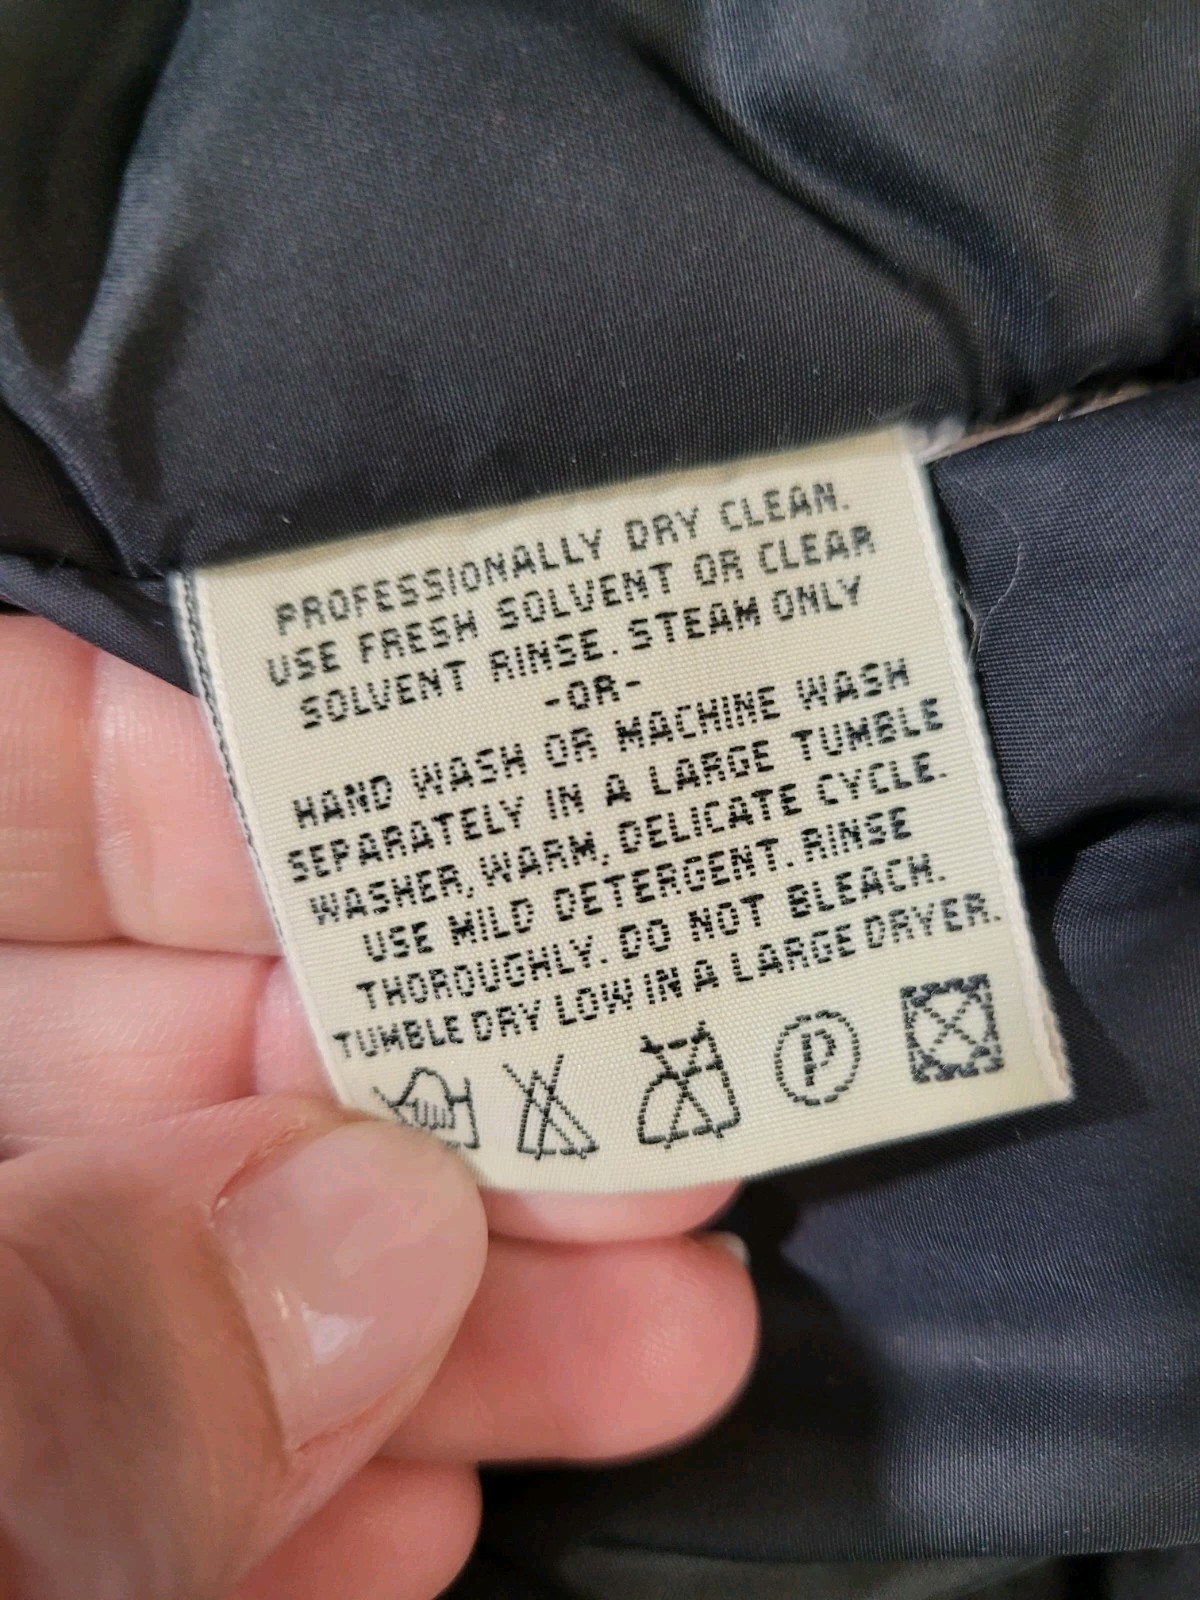 PROFESSIONALLY DRY CLEAN.
USE FRESH SOLVENT OR CLEAR
SOLVENT RINSE. STEAM ONLY
-OR-
HAND WASH OR MACHINE WASH
SEPARATELY IN A LARGE TUMBLE
WASHER, WARM, DELICATE CYCLE.
USE MILD DETERGENT. RINSE
THOROUGHLY. DO NOT BLEACH.
TUMBLE DRY LOW IN A LARGE DRYER.
P